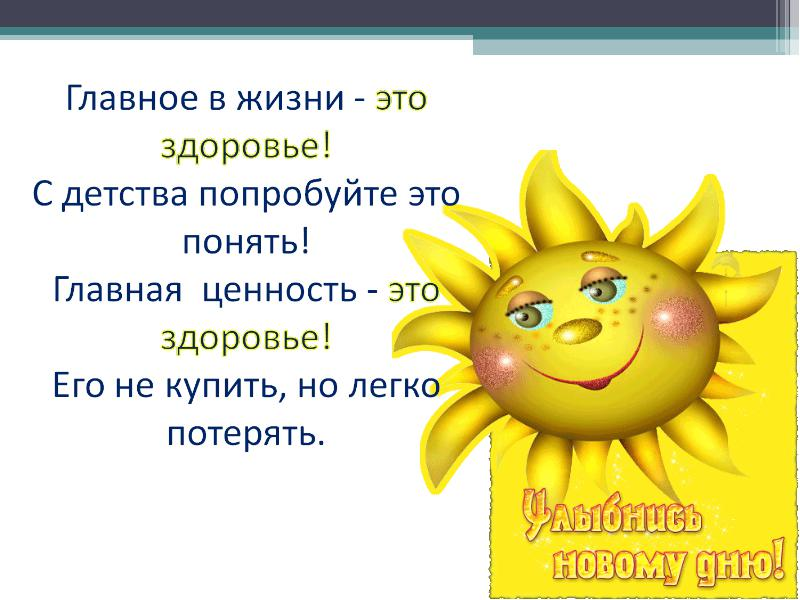 Главное в жизни - это
здоровье!
С детства попробуйте это
понять!
Главная  ценность - это
здоровье!
Его не купить, но легко
потерять.
Улыбнись
новому дню!